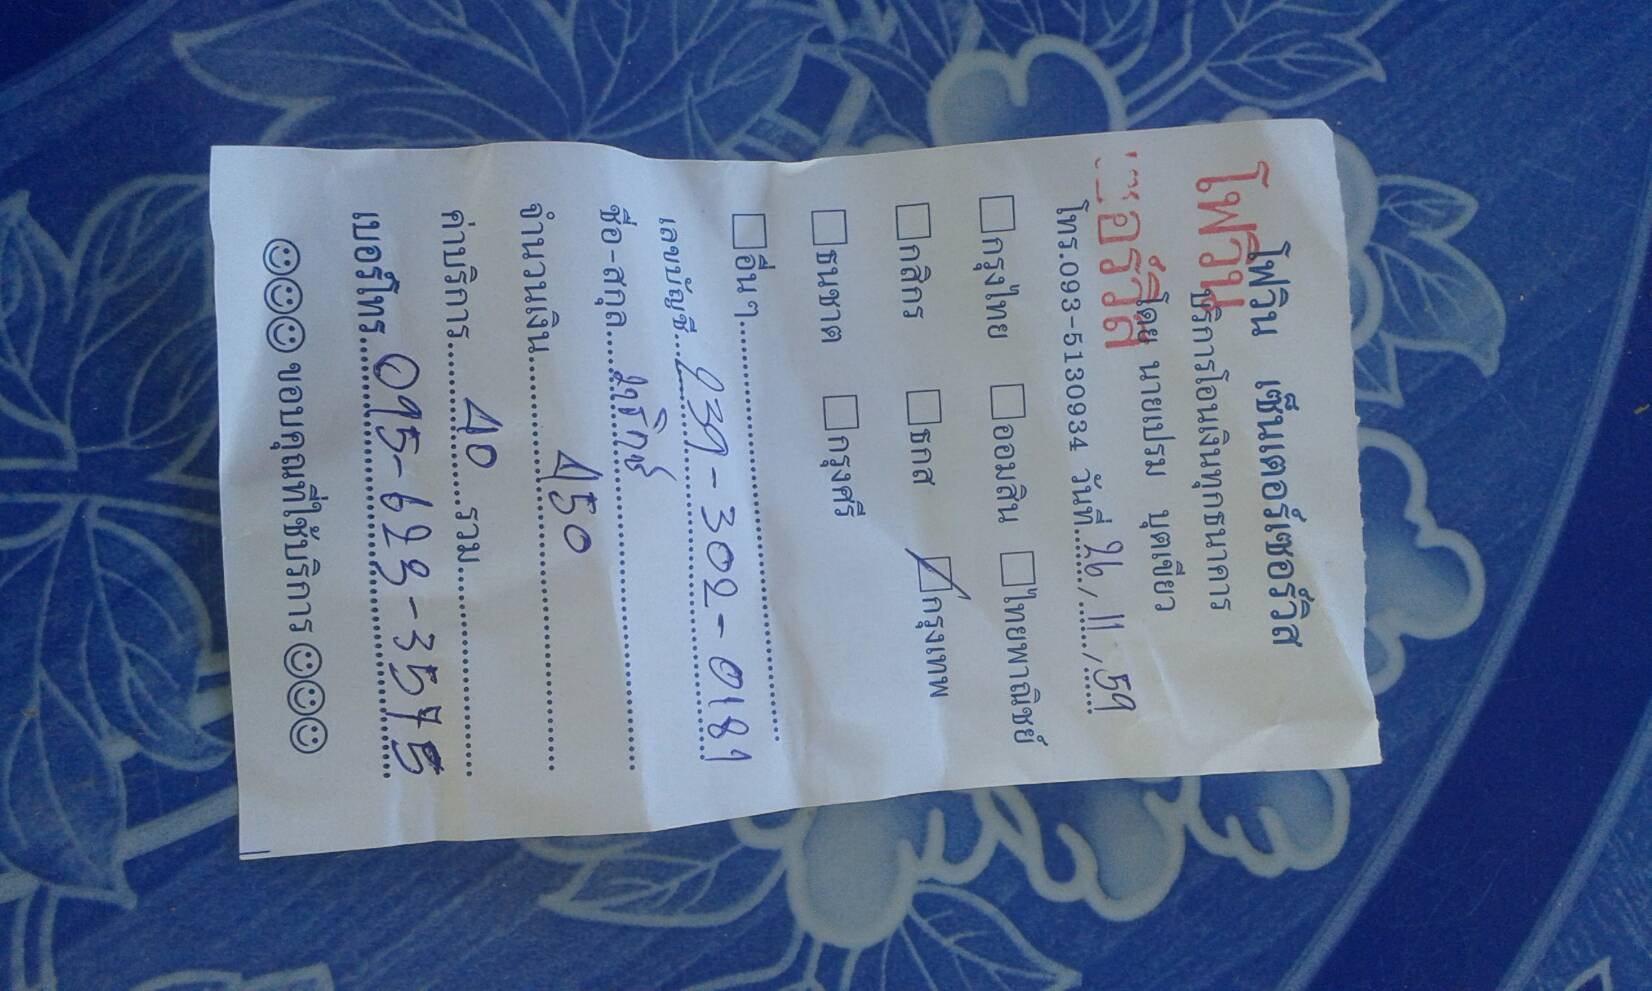 โฟวิน เซ็นเตอร์เซอร์วิส
โฟวิน
บริการโอนเงินทุกธนาคาร
เซอร์วิส
โดย นายเปรม บุตเขียว
โทร.093-5130934 วันที่ 26 / 11 / 59
☐กรุงไทย ☐ออมสิน ☐ไทยพาณิชย์
☐กสิกร ☐ธกส ☑กรุงเทพ
☐ธนชาต ☐กรุงศรี
☐อื่นๆ
เลขบัญชี 239-302-0181
ชื่อ-สกุล
จำนวนเงิน 450
ค่าบริการ 40 รวม
เบอร์โทร 095-623-3575
☺☺☺ ขอบคุณที่ใช้บริการ ☺☺☺